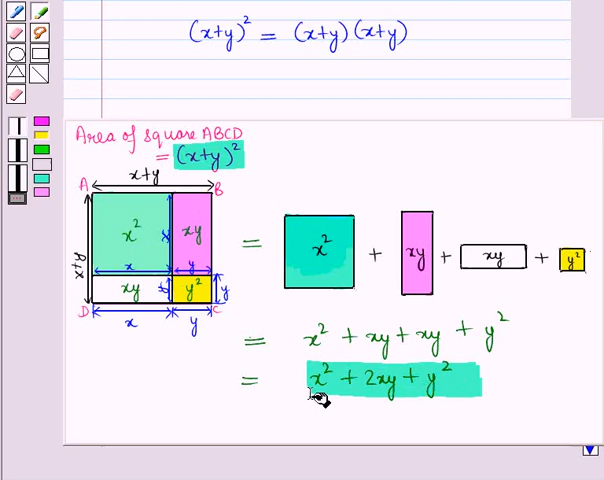 (x+y)² = (x+y)(x+y)
Area of square ABCD
= (x+y)²
x+y
A B
x² xy = x² + xy + xy + y²
x+y x
x y
xy y y² y
D C
x y
= x² + xy + xy + y²
= x² + 2xy + y²